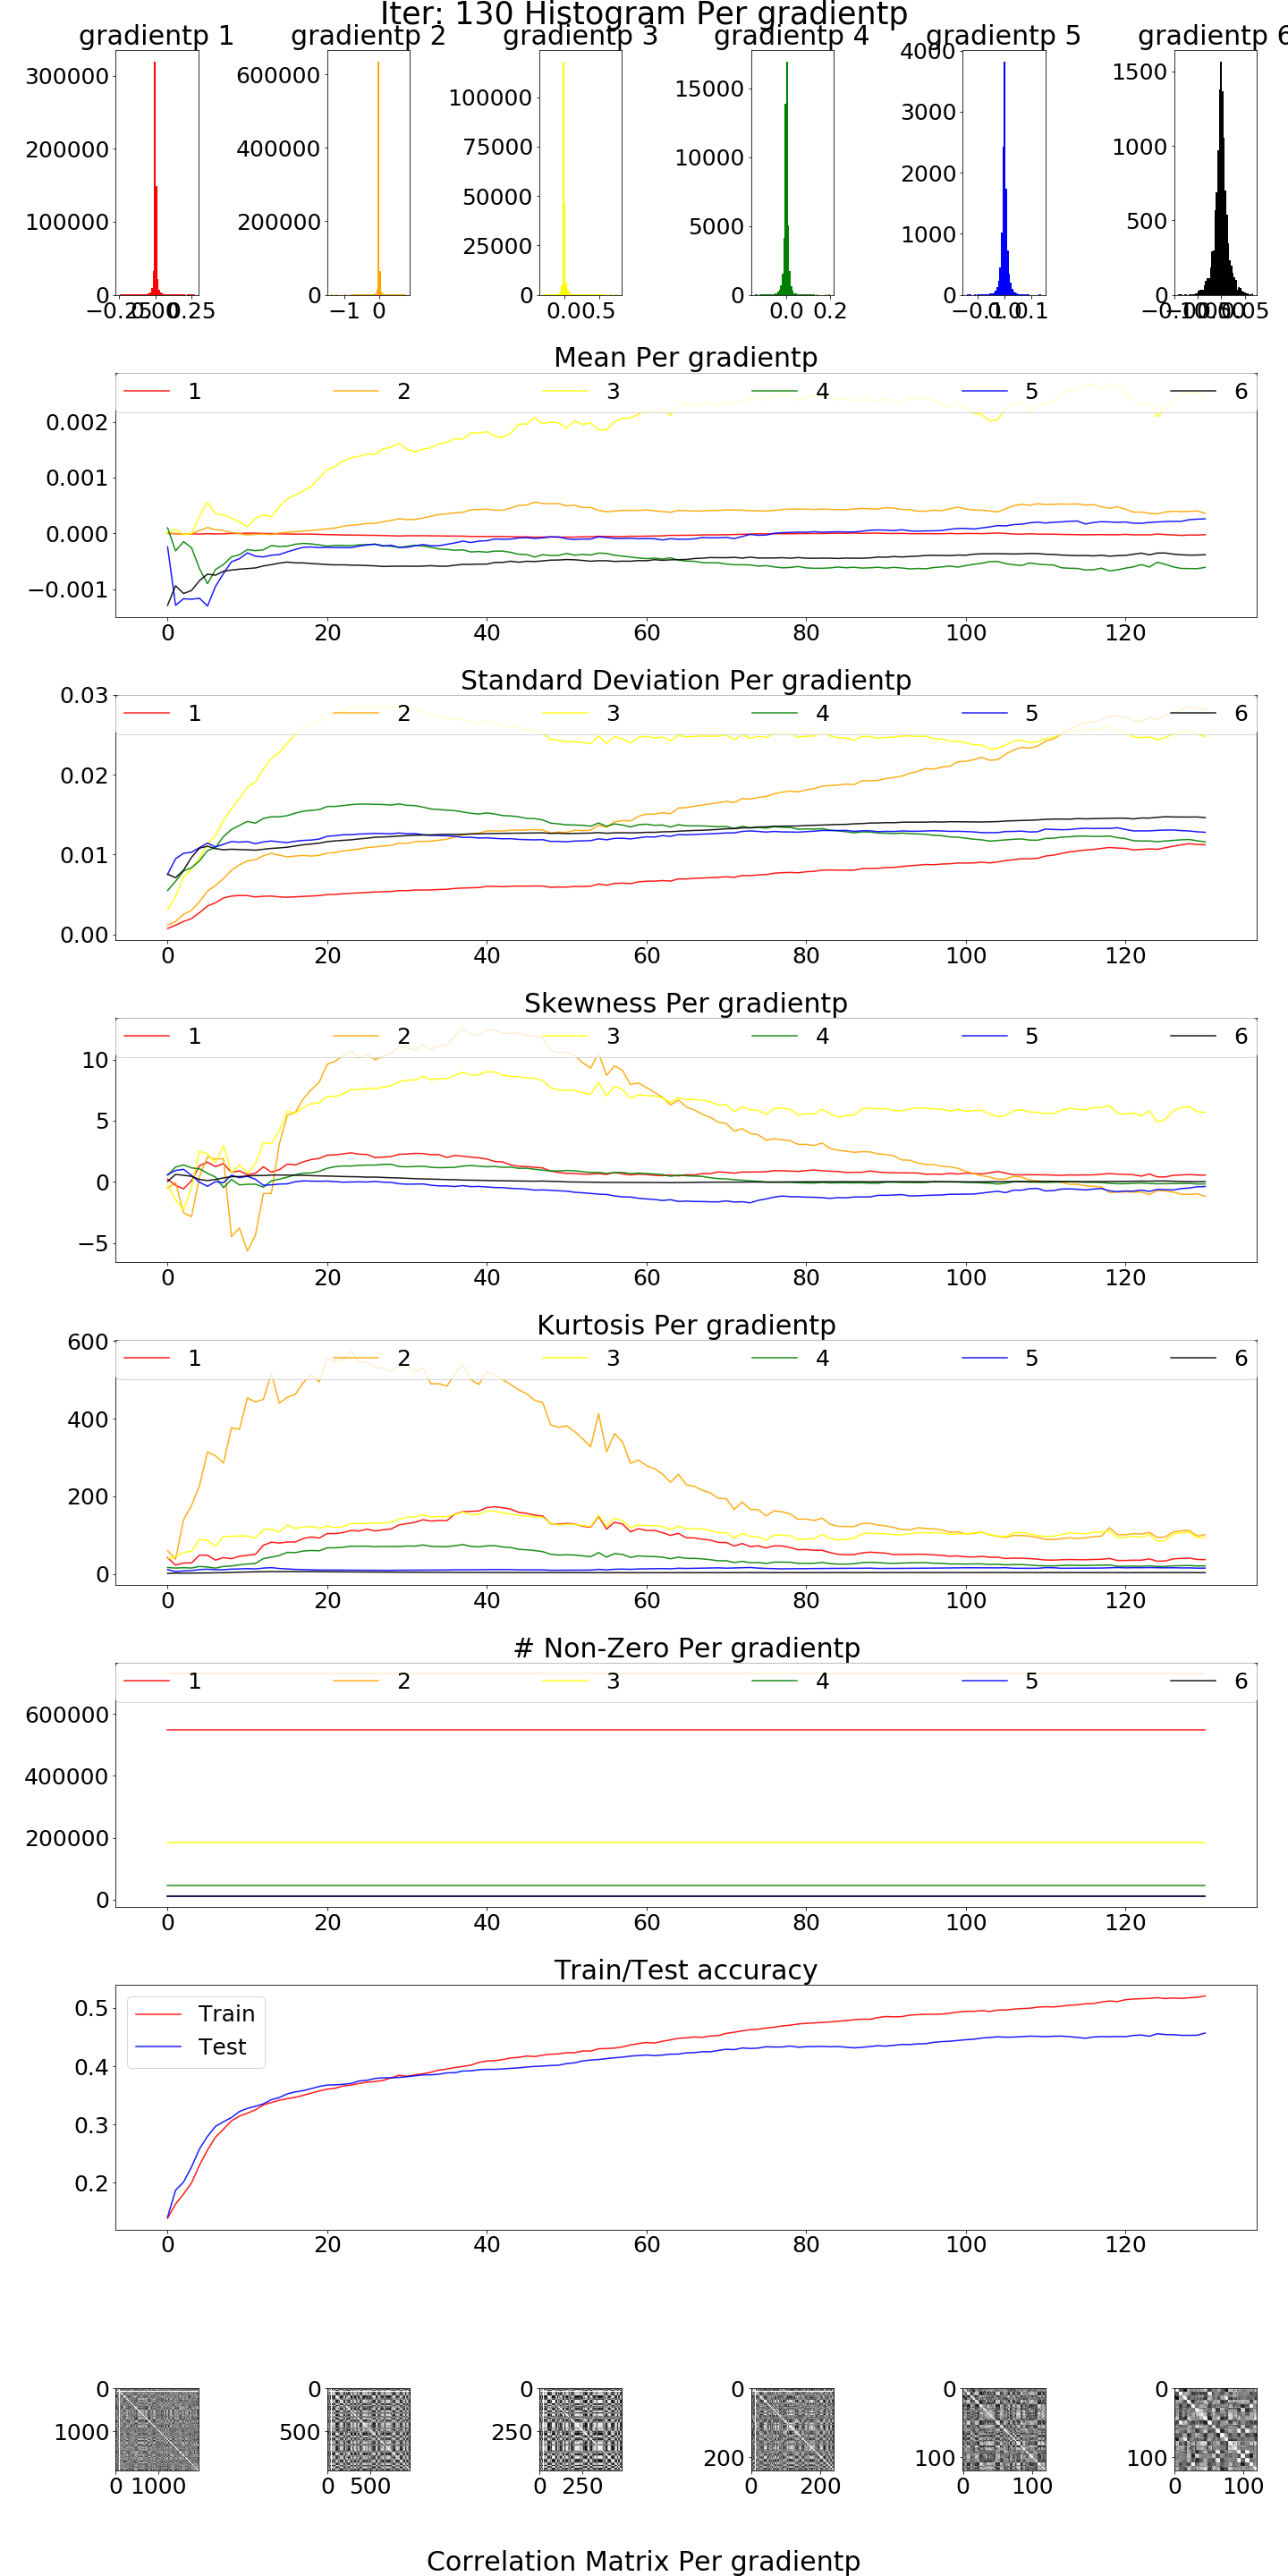 Iter: 130 Histogram Per gradientp
gradientp 1 gradientp 2 gradientp 3 gradientp 4 gradientp 5 gradientp 6
300000 200000 100000 0
600000 400000 200000 0
−1 0
100000 75000 50000 25000 0
15000 10000 5000 0
0.0 0.2
4000 3000 2000 1000 0
1500 1000 500 0
Mean Per gradientp
1 2 3 4 5 6
0.002
0.001
0.000
−0.001
0 20 40 60 80 100 120
Standard Deviation Per gradientp
1 2 3 4 5 6
0.03
0.02
0.01
0.00
0 20 40 60 80 100 120
Skewness Per gradientp
1 2 3 4 5 6
10
5
0
−5
0 20 40 60 80 100 120
Kurtosis Per gradientp
1 2 3 4 5 6
600
400
200
0
0 20 40 60 80 100 120
# Non-Zero Per gradientp
1 2 3 4 5 6
600000
400000
200000
0
0 20 40 60 80 100 120
Train/Test accuracy
Train
Test
0.5
0.4
0.3
0.2
0 20 40 60 80 100 120
0 0 0 0 0 0
1000 500 250 200 100 100
0 1000 0 500 0 250 0 200 0 100 0 100
Correlation Matrix Per gradientp